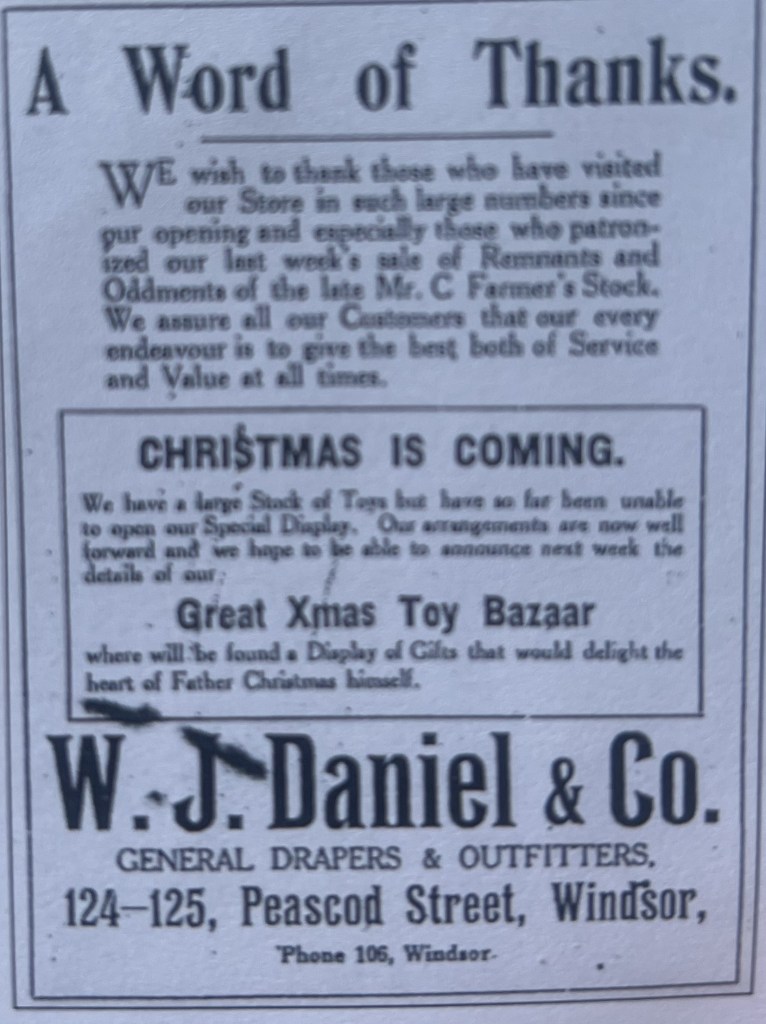 A Word of Thanks.
WE wish to thank those who have visited
our Store in such large numbers since
our opening and especially those who patron-
ized our last week's sale of Remnants and
Oddments of the late Mr. C Farmer's Stock.
We assure all our Customers that our every
endeavour is to give the best, both of Service
and Value at all times.
CHRISTMAS IS COMING.
We have a large Stock of Toys but have so far been unable
to open our Special Display. Our arrangements are now well
forward and we hope to be able to announce next week the
details of our:
Great Xmas Toy Bazaar
where will be found a Display of Gifts that would delight the
heart of Father Christmas himself.
W. J. Daniel & Co.
GENERAL DRAPERS & OUTFITTERS,
124—125, Peascod Street, Windsor,
'Phone 106, Windsor.